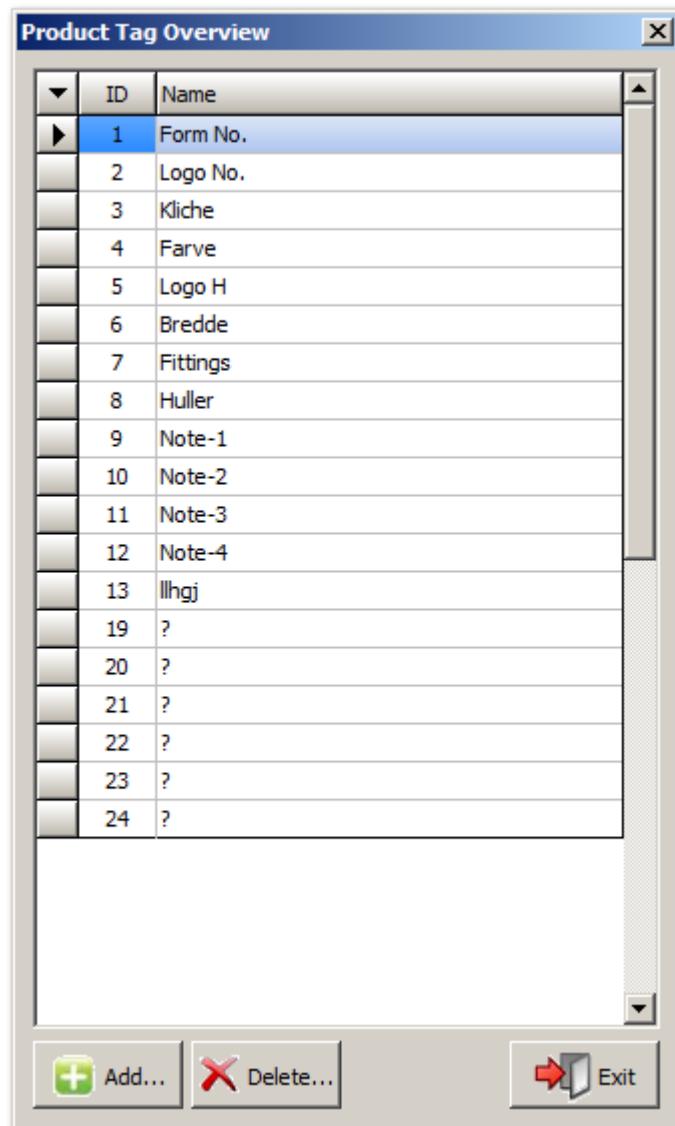 Product Tag Overview
ID Name
1 Form No.
2 Logo No.
3 Kliche
4 Farve
5 Logo H
6 Bredde
7 Fittings
8 Huller
9 Note-1
10 Note-2
11 Note-3
12 Note-4
13 llhgj
19 ?
20 ?
21 ?
22 ?
23 ?
24 ?
Add... Delete... Exit